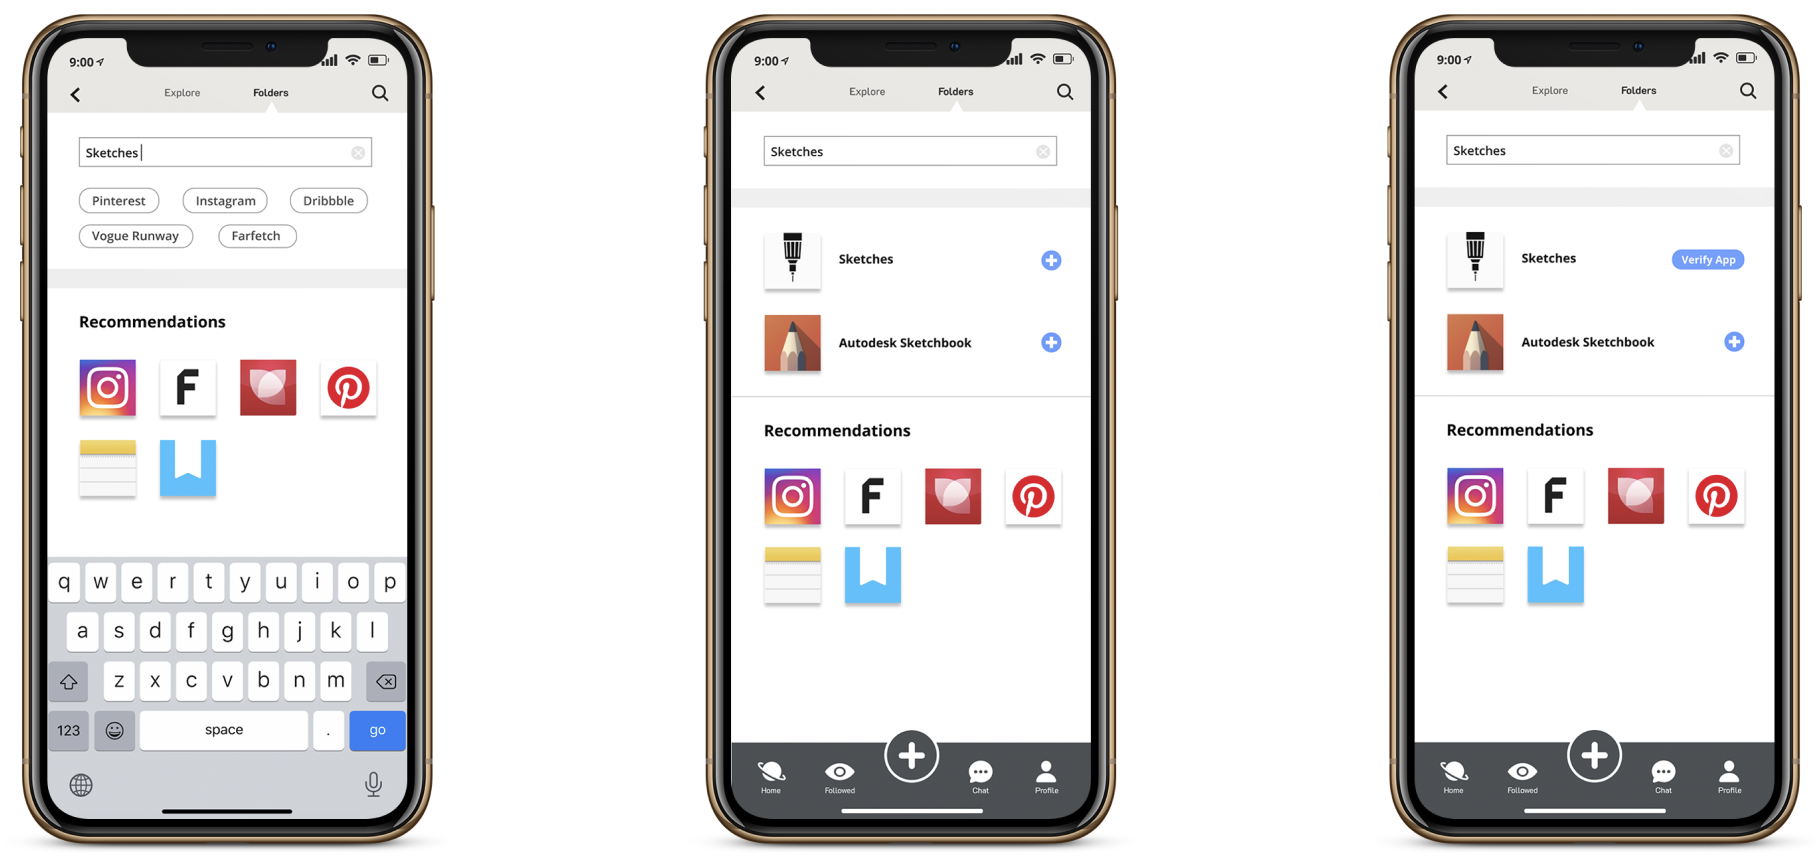 9:00
Explore Folders
Sketches
Pinterest Instagram Dribbble
Vogue Runway Farfetch
Recommendations
F
q w e r t y u i o p
a s d f g h j k l
z x c v b n m
123 space . go
9:00
Explore Folders
Sketches
Sketches
Autodesk Sketchbook
Recommendations
F
Home Followed Chat Profile
9:00
Explore Folders
Sketches
Sketches Verify App
Autodesk Sketchbook
Recommendations
F
Home Followed Chat Profile